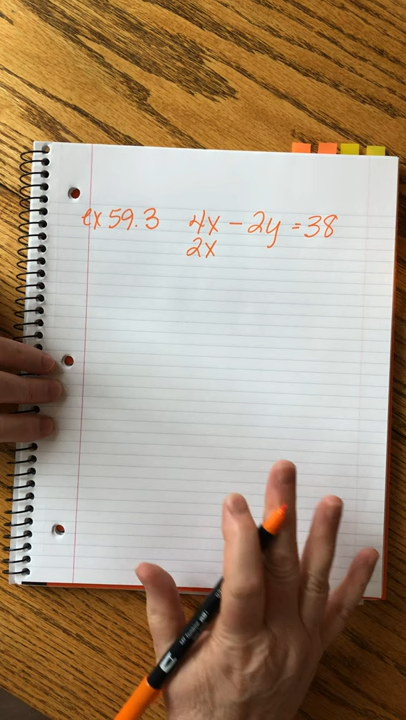 ex 59.3 4x - 2y = 38
2x